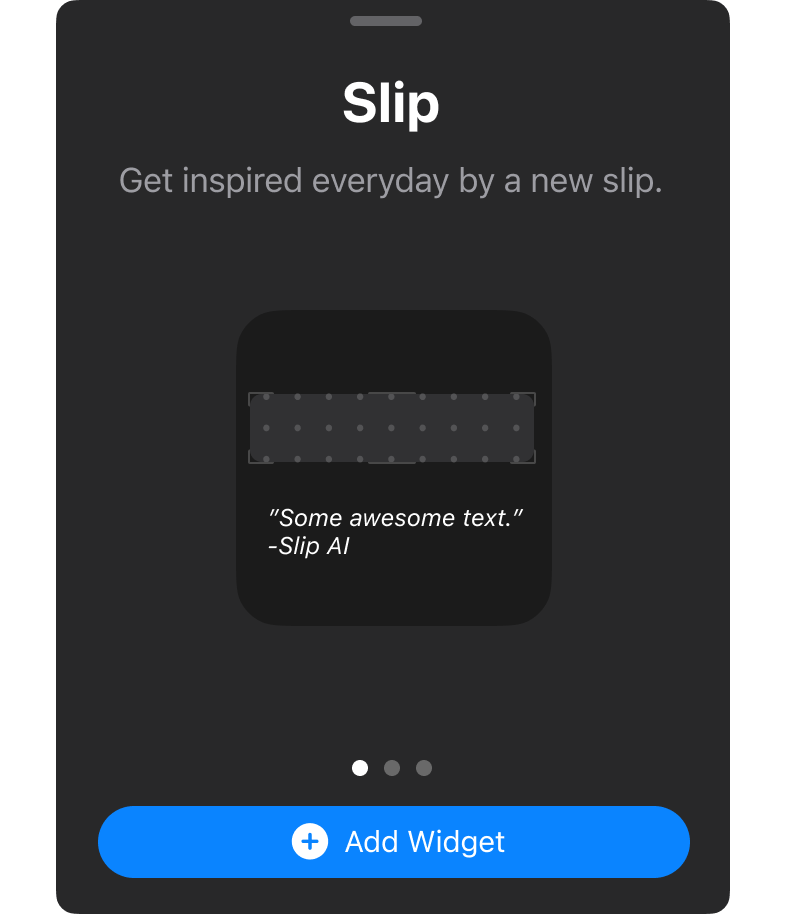 Slip
Get inspired everyday by a new slip.
"Some awesome text."
-Slip AI
Add Widget